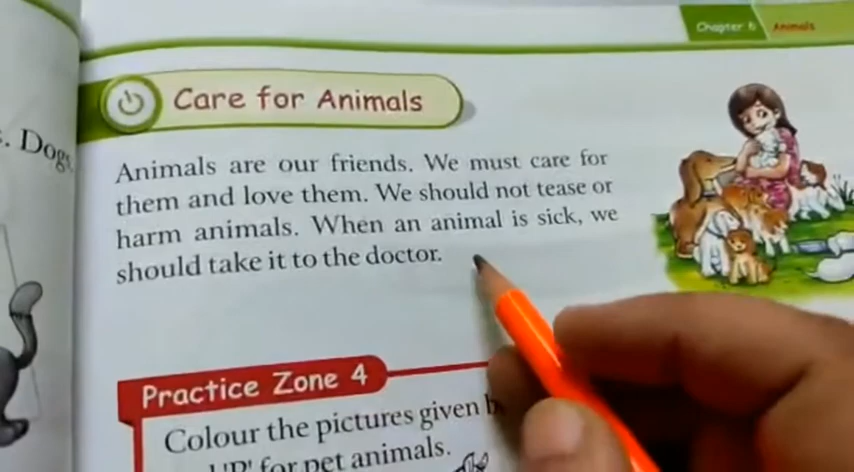 Chapter 6 Animals
Care for Animals
. Dogs
Animals are our friends. We must care for
them and love them. We should not tease or
harm animals. When an animal is sick, we
should take it to the doctor.
Practice Zone 4
Colour the pictures given
for pet animals.